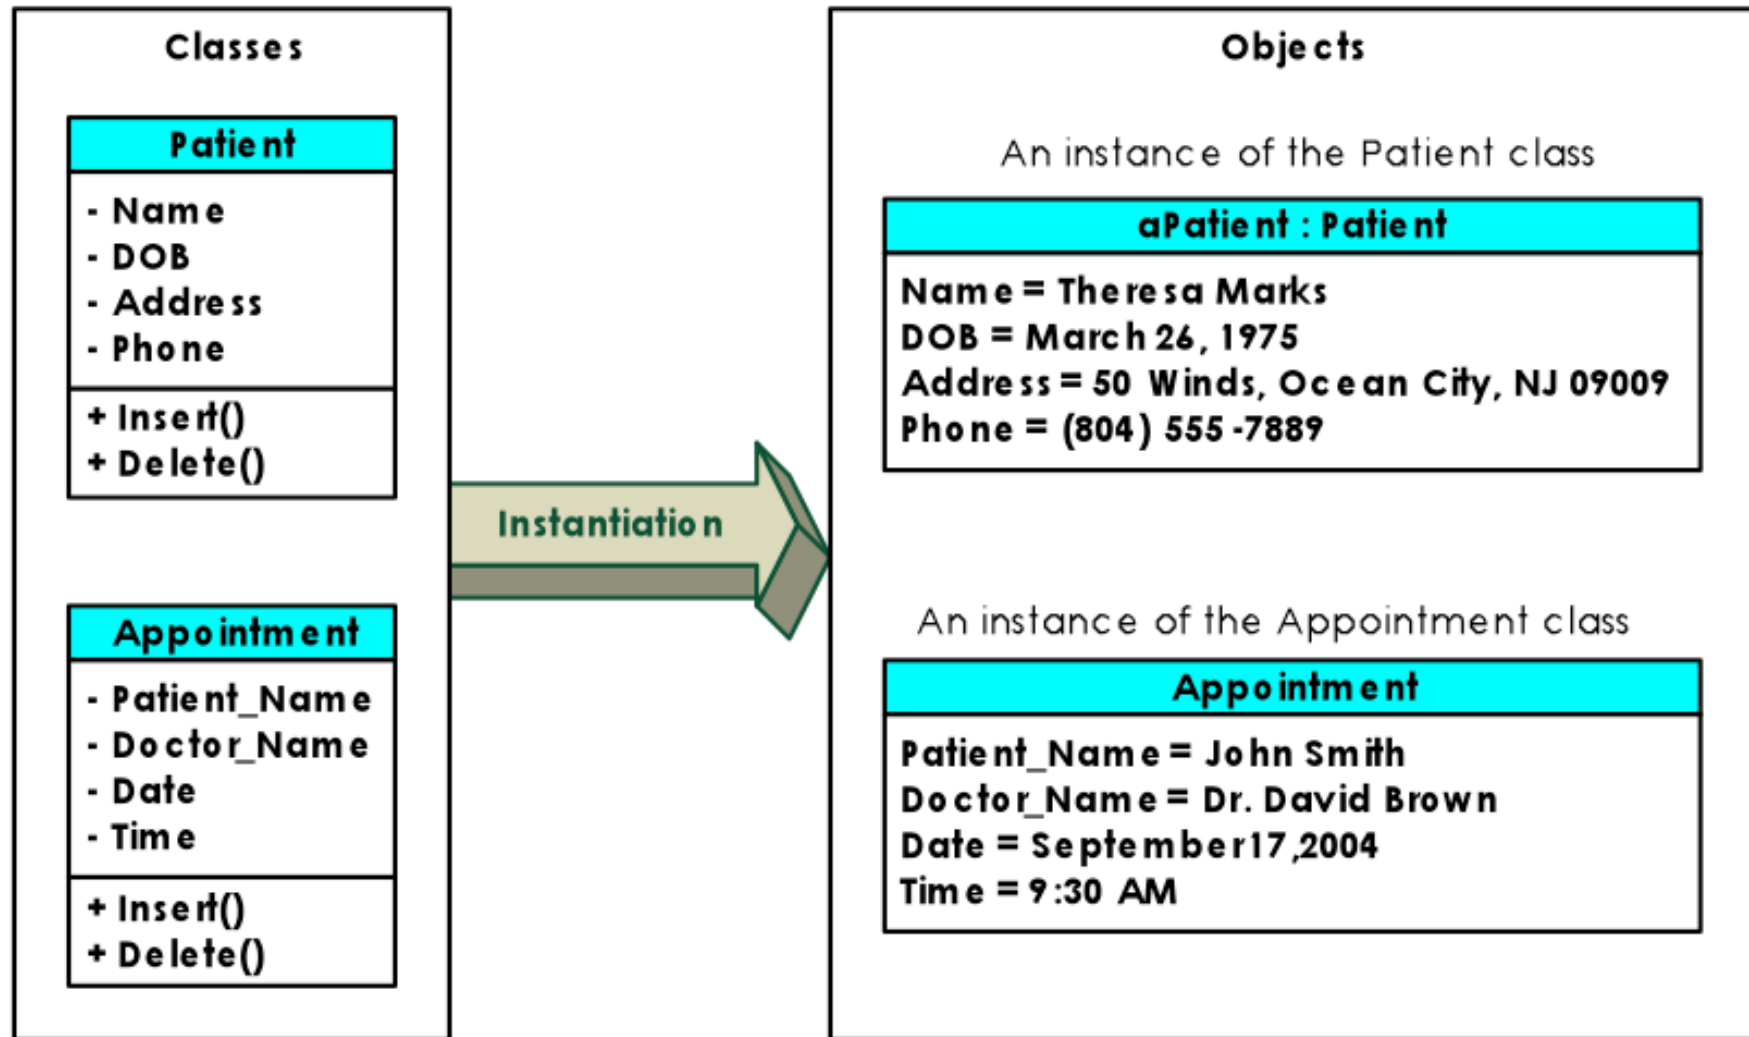 Classes
Patient
- Name
- DOB
- Address
- Phone
+ Insert()
+ Delete()
Appointment
- Patient_Name
- Doctor_Name
- Date
- Time
+ Insert()
+ Delete()
Instantiation
Objects
An instance of the Patient class
aPatient : Patient
Name = Theresa Marks
DOB = March 26, 1975
Address = 50 Winds, Ocean City, NJ 09009
Phone = (804) 555-7889
An instance of the Appointment class
Appointment
Patient_Name = John Smith
Doctor_Name = Dr. David Brown
Date = September17,2004
Time = 9:30 AM